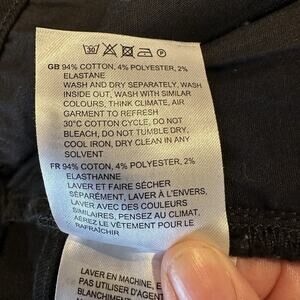 30 P
GB 94% COTTON, 4% POLYESTER, 2%
ELASTANE
WASH AND DRY SEPARATELY, WASH
INSIDE OUT, WASH WITH SIMILAR
COLOURS, THINK CLIMATE, AIR
GARMENT TO REFRESH
30°C COTTON CYCLE, DO NOT
BLEACH, DO NOT TUMBLE DRY,
COOL IRON, DRY CLEAN IN ANY
SOLVENT
FR 94% COTON, 4% POLYESTER, 2%
ELASTHANNE
LAVER ET FAIRE SÉCHER
SÉPARÉMENT, LAVER À L'ENVERS,
LAVER AVEC DES COULEURS
SIMILAIRES, PENSEZ AU CLIMAT,
AÉREZ LE VÊTEMENT POUR LE
RAFRAÎCHIR
LAVER EN MACHINE,
PAS UTILISER D'AGENT
BLANCHIMENT